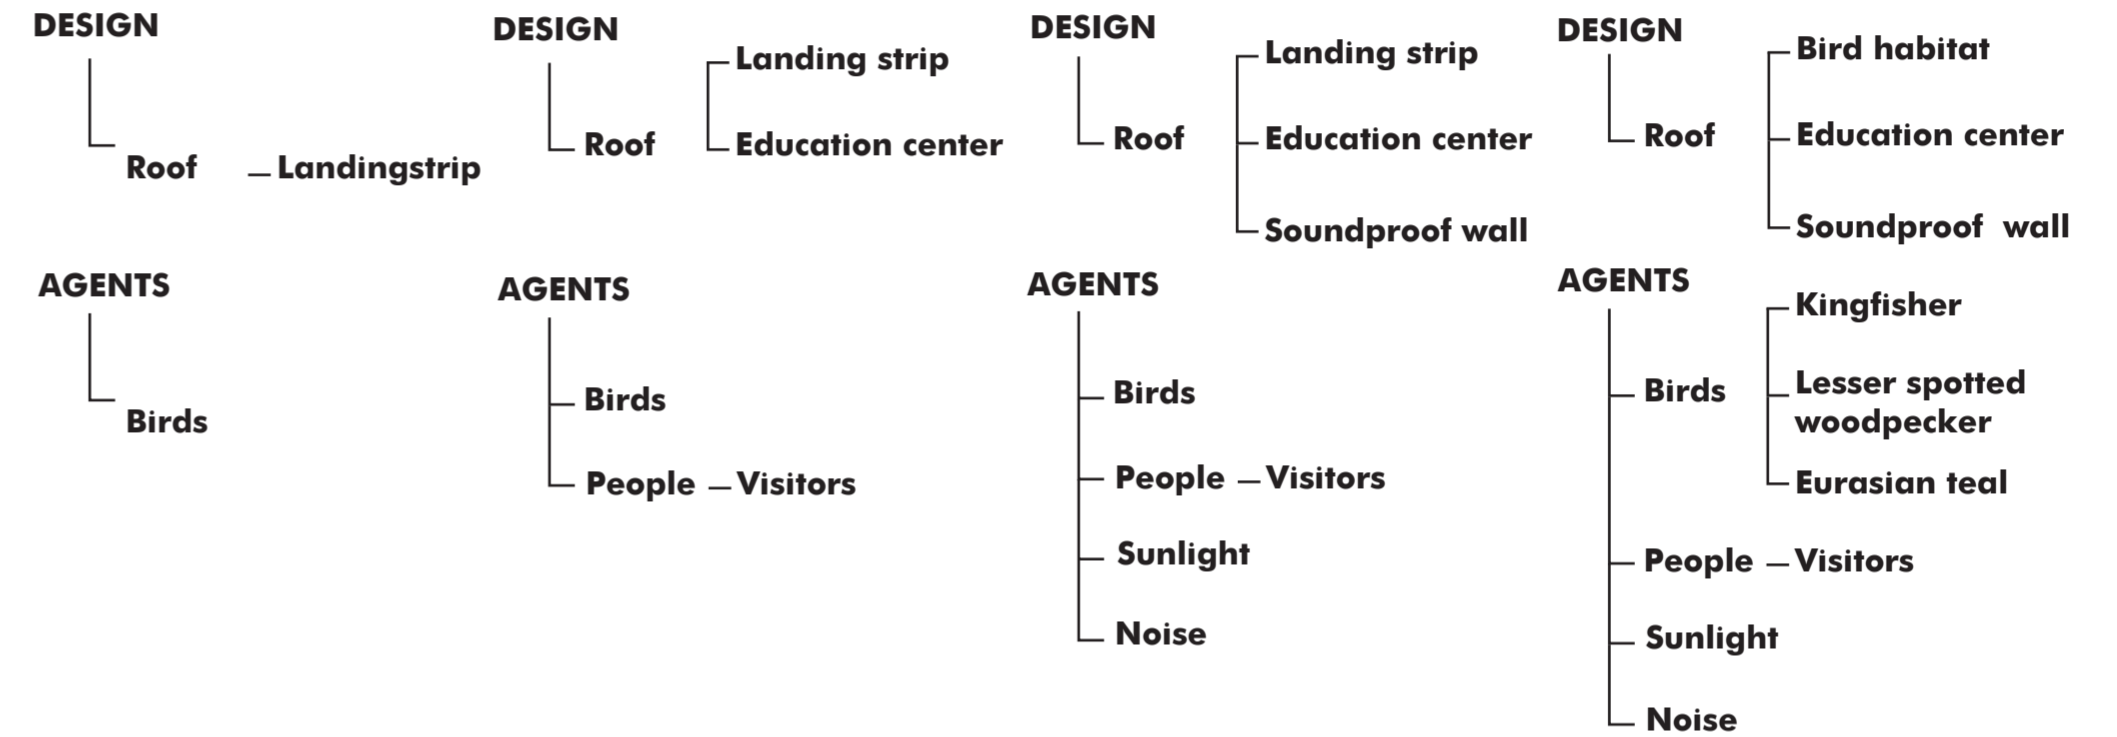 DESIGN
Roof
Landingstrip
AGENTS
Birds
DESIGN
Landing strip
Roof
Education center
AGENTS
Birds
People
Visitors
DESIGN
Landing strip
Roof
Education center
Soundproof wall
AGENTS
Birds
People
Visitors
Sunlight
Noise
DESIGN
Bird habitat
Roof
Education center
Soundproof wall
AGENTS
Kingfisher
Birds
Lesser spotted
woodpecker
Eurasian teal
People
Visitors
Sunlight
Noise